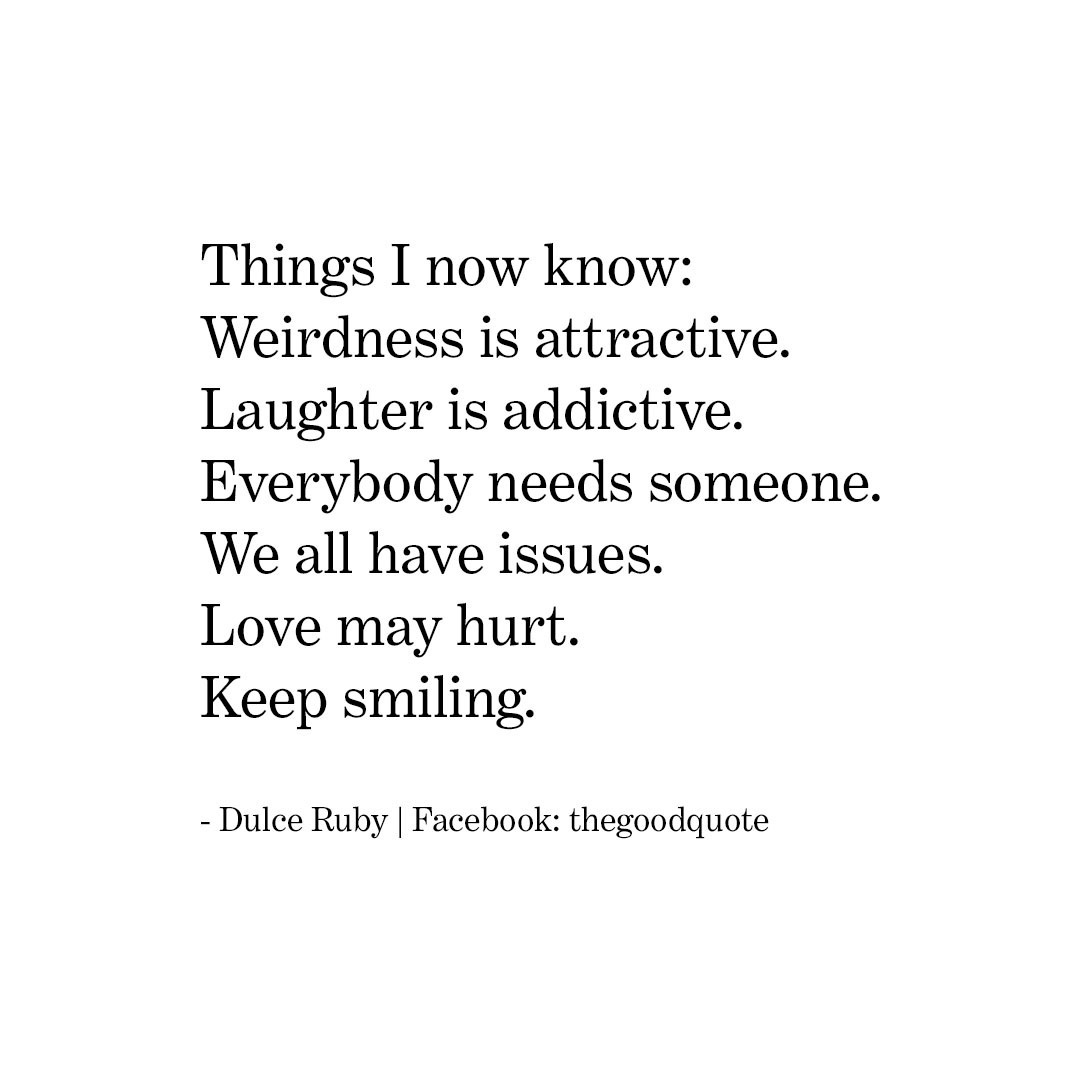 Things I now know:
Weirdness is attractive.
Laughter is addictive.
Everybody needs someone.
We all have issues.
Love may hurt.
Keep smiling.
- Dulce Ruby | Facebook: thegoodquote